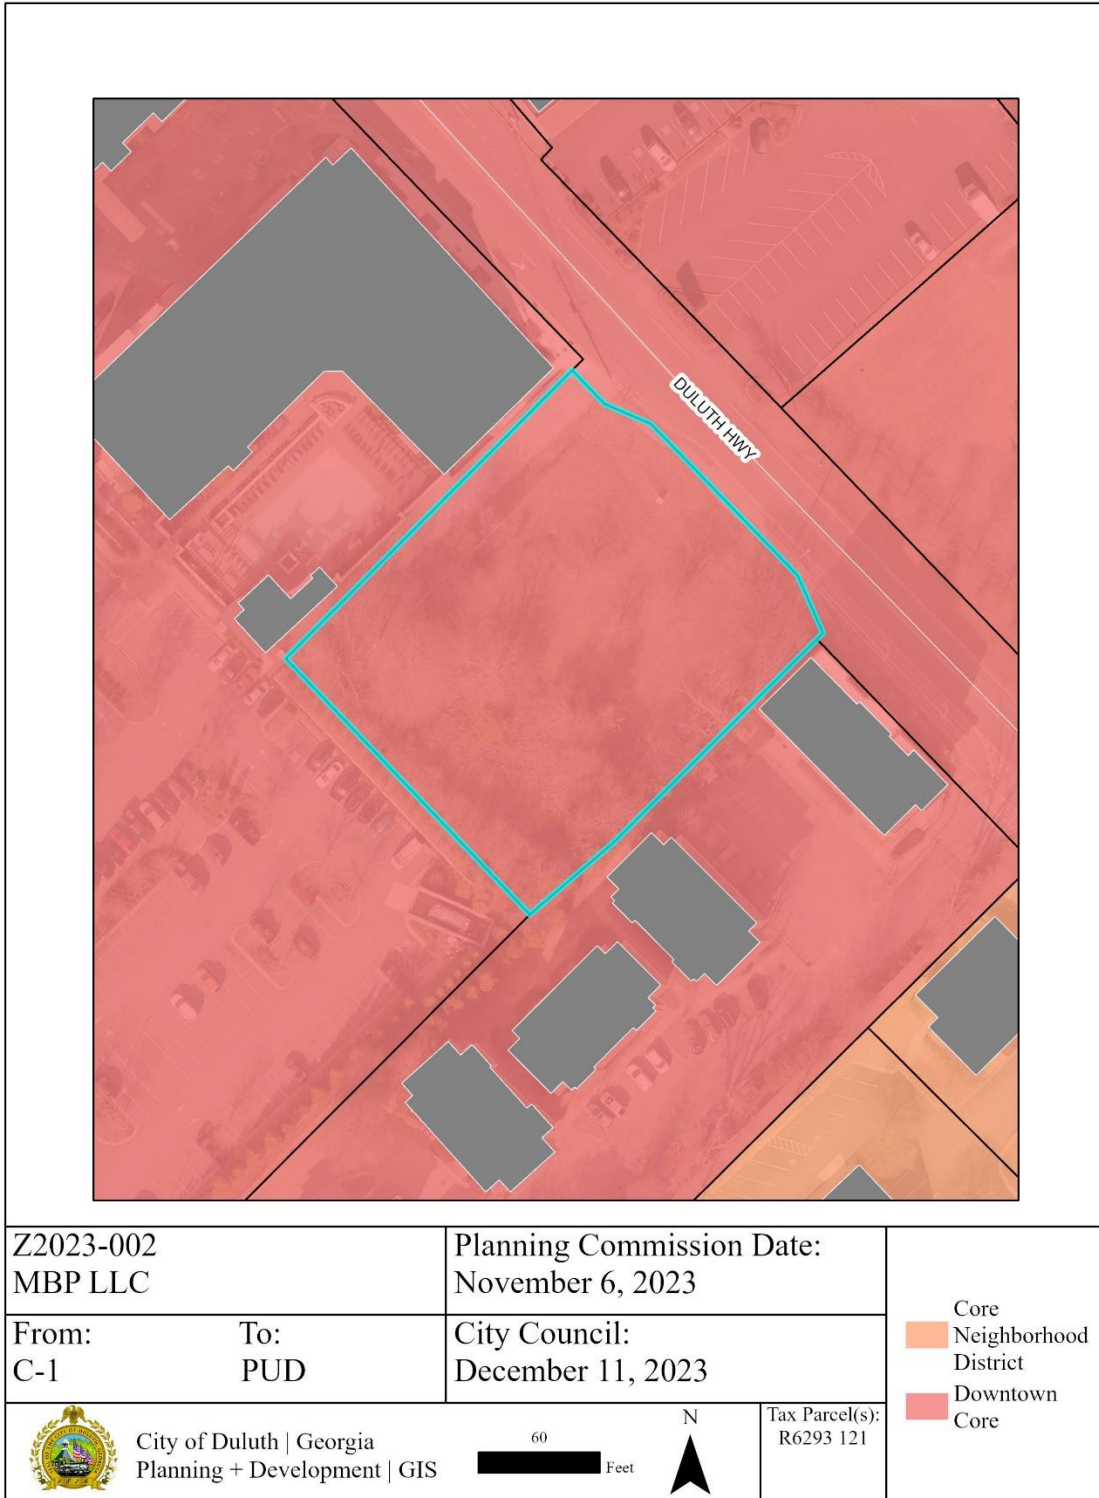 DULUTH HWY
Z2023-002
MBP LLC
Planning Commission Date:
November 6, 2023
From: To:
C-1 PUD
City Council:
December 11, 2023
Core
Neighborhood
District
Downtown
Core
City of Duluth | Georgia
Planning + Development | GIS
60
Feet
N
Tax Parcel(s):
R6293 121